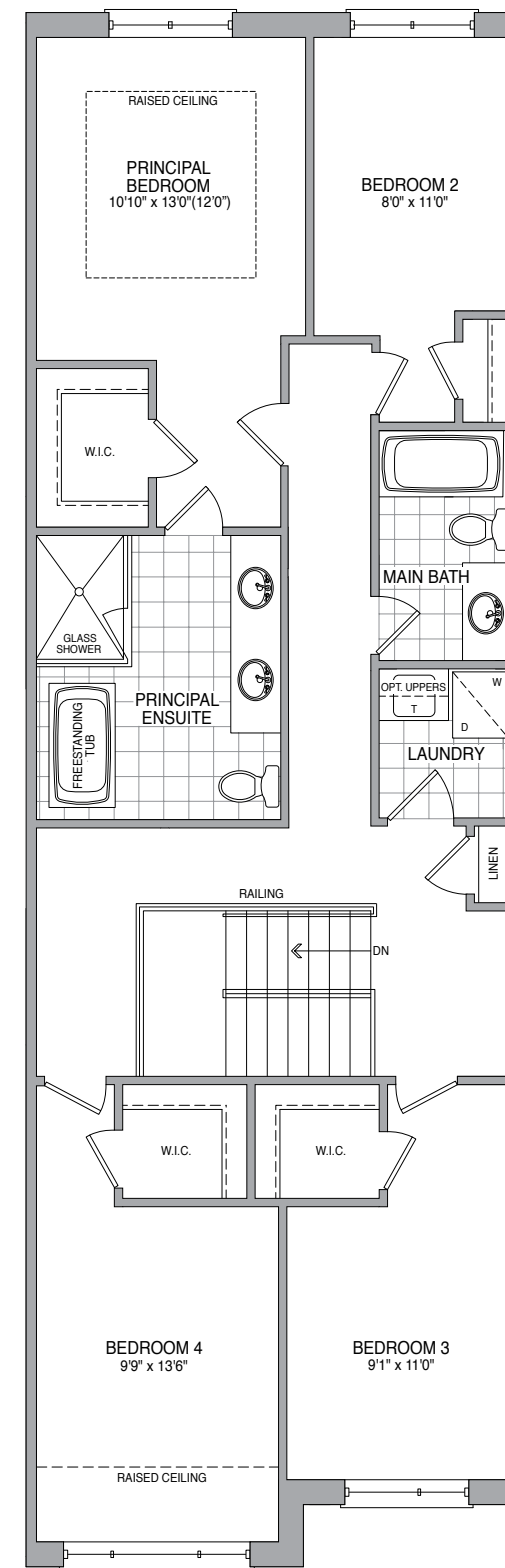 RAISED CEILING
PRINCIPAL
BEDROOM
10'10" x 13'0"(12'0")
BEDROOM 2
8'0" x 11'0"
W.I.C.
MAIN BATH
GLASS
SHOWER
FREESTANDING
TUB
PRINCIPAL
ENSUITE
OPT. UPPERS
T
W
D
LAUNDRY
LINEN
RAILING
DN
W.I.C.
W.I.C.
BEDROOM 4
9'9" x 13'6"
BEDROOM 3
9'1" x 11'0"
RAISED CEILING